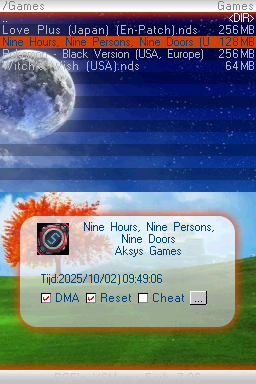 /Games Games
.. <DIR>
Love Plus (Japan) (En-Patch).nds 256MB
Nine Hours, Nine Persons, Nine Doors (U 128MB
Pokemon - Black Version (USA, Europe) 256MB
Witch's Wish (USA).nds 64MB
Nine Hours, Nine Persons,
Nine Doors
Aksys Games
Tijd:2025/10/02) 09:49:06
DMA Reset Cheat ...